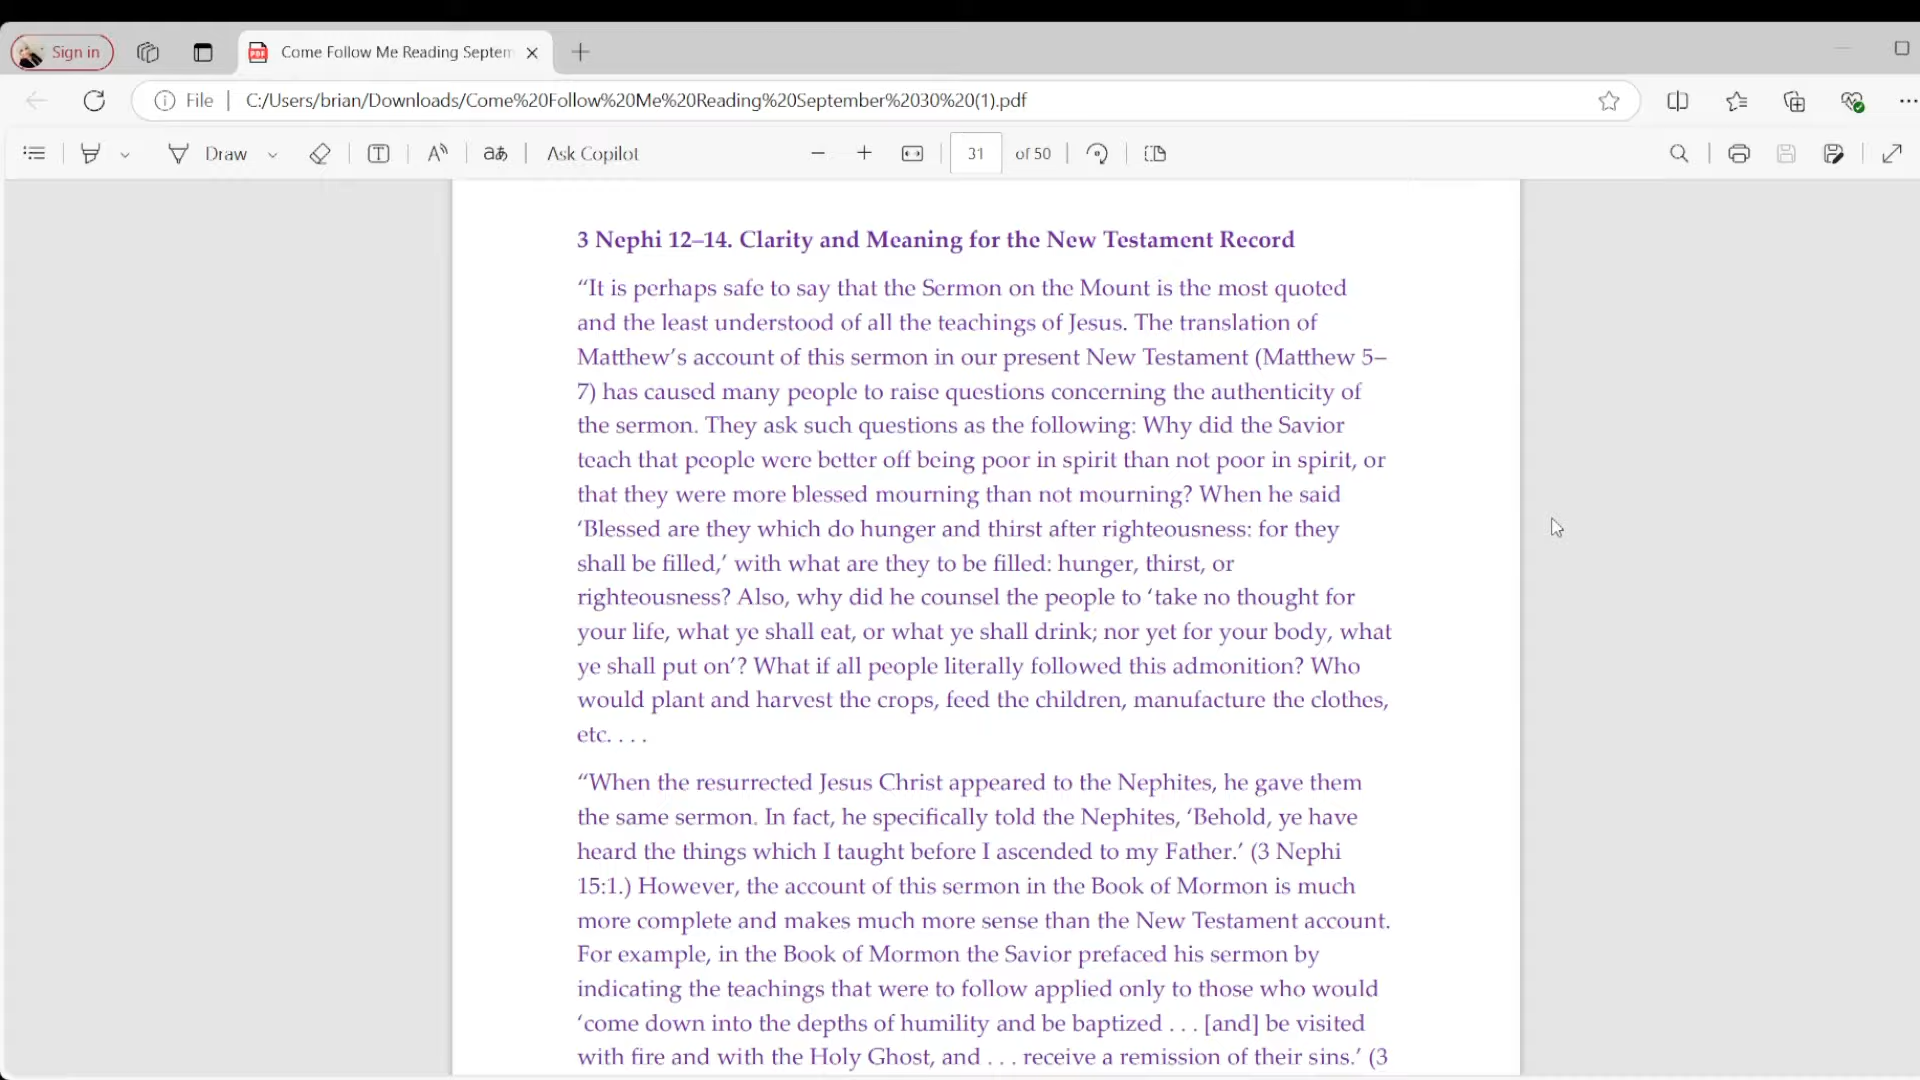 Sign in
Come Follow Me Reading Septem
File
C:/Users/brian/Downloads/Come%20Follow%20Me%20Reading%20September%2030%20(1).pdf
Draw
Ask Copilot
31
of 50
3 Nephi 12–14. Clarity and Meaning for the New Testament Record
“It is perhaps safe to say that the Sermon on the Mount is the most quoted
and the least understood of all the teachings of Jesus. The translation of
Matthew’s account of this sermon in our present New Testament (Matthew 5–
7) has caused many people to raise questions concerning the authenticity of
the sermon. They ask such questions as the following: Why did the Savior
teach that people were better off being poor in spirit than not poor in spirit, or
that they were more blessed mourning than not mourning? When he said
‘Blessed are they which do hunger and thirst after righteousness: for they
shall be filled,’ with what are they to be filled: hunger, thirst, or
righteousness? Also, why did he counsel the people to ‘take no thought for
your life, what ye shall eat, or what ye shall drink; nor yet for your body, what
ye shall put on’? What if all people literally followed this admonition? Who
would plant and harvest the crops, feed the children, manufacture the clothes,
etc. . . .
“When the resurrected Jesus Christ appeared to the Nephites, he gave them
the same sermon. In fact, he specifically told the Nephites, ‘Behold, ye have
heard the things which I taught before I ascended to my Father.’ (3 Nephi
15:1.) However, the account of this sermon in the Book of Mormon is much
more complete and makes much more sense than the New Testament account.
For example, in the Book of Mormon the Savior prefaced his sermon by
indicating the teachings that were to follow applied only to those who would
‘come down into the depths of humility and be baptized . . . [and] be visited
with fire and with the Holy Ghost, and . . . receive a remission of their sins.’ (3